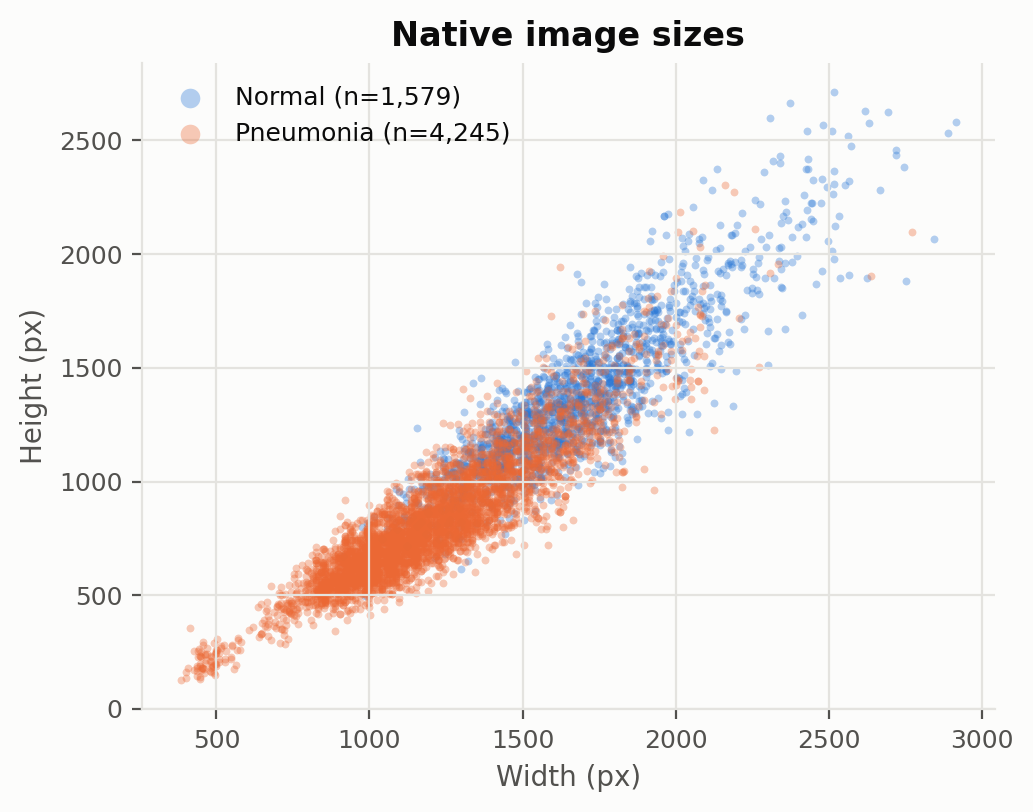 Native image sizes
Normal (n=1,579)
Pneumonia (n=4,245)
Height (px)
2500
2000
1500
1000
500
0
500 1000 1500 2000 2500 3000
Width (px)